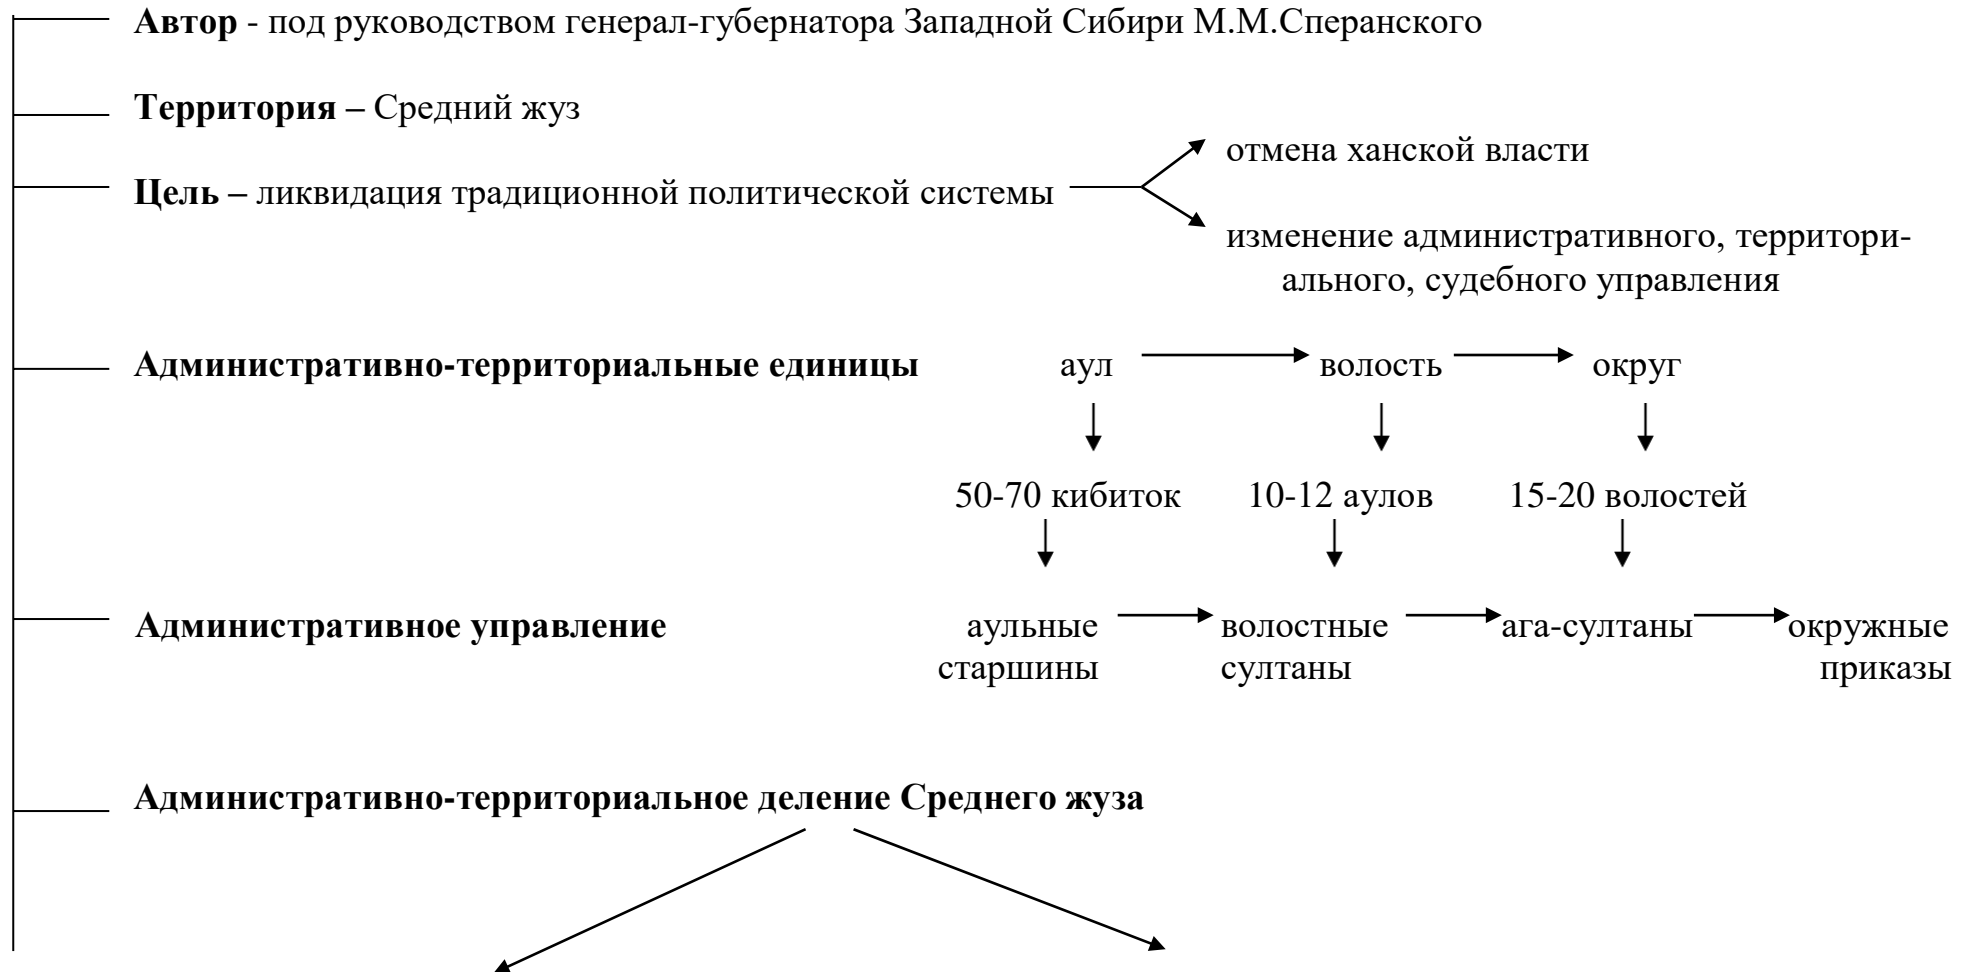 Автор - под руководством генерал-губернатора Западной Сибири М.М.Сперанского
Территория – Средний жуз
Цель – ликвидация традиционной политической системы
отмена ханской власти
изменение административного, территори-
ального, судебного управления
Административно-территориальные единицы аул волость округ
50-70 кибиток 10-12 аулов 15-20 волостей
Административное управление аульные волостные ага-султаны окружные
старшины султаны приказы
Административно-территориальное деление Среднего жуза